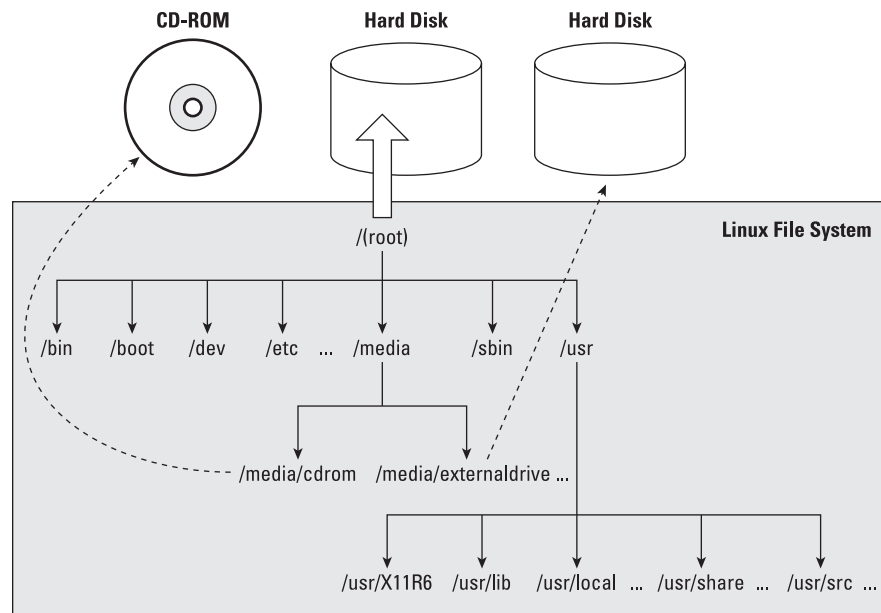 CD-ROM Hard Disk Hard Disk
Linux File System
/(root)
/bin /boot /dev /etc ... /media /sbin /usr
/media/cdrom /media/externaldrive ...
/usr/X11R6 /usr/lib /usr/local ... /usr/share ... /usr/src ...